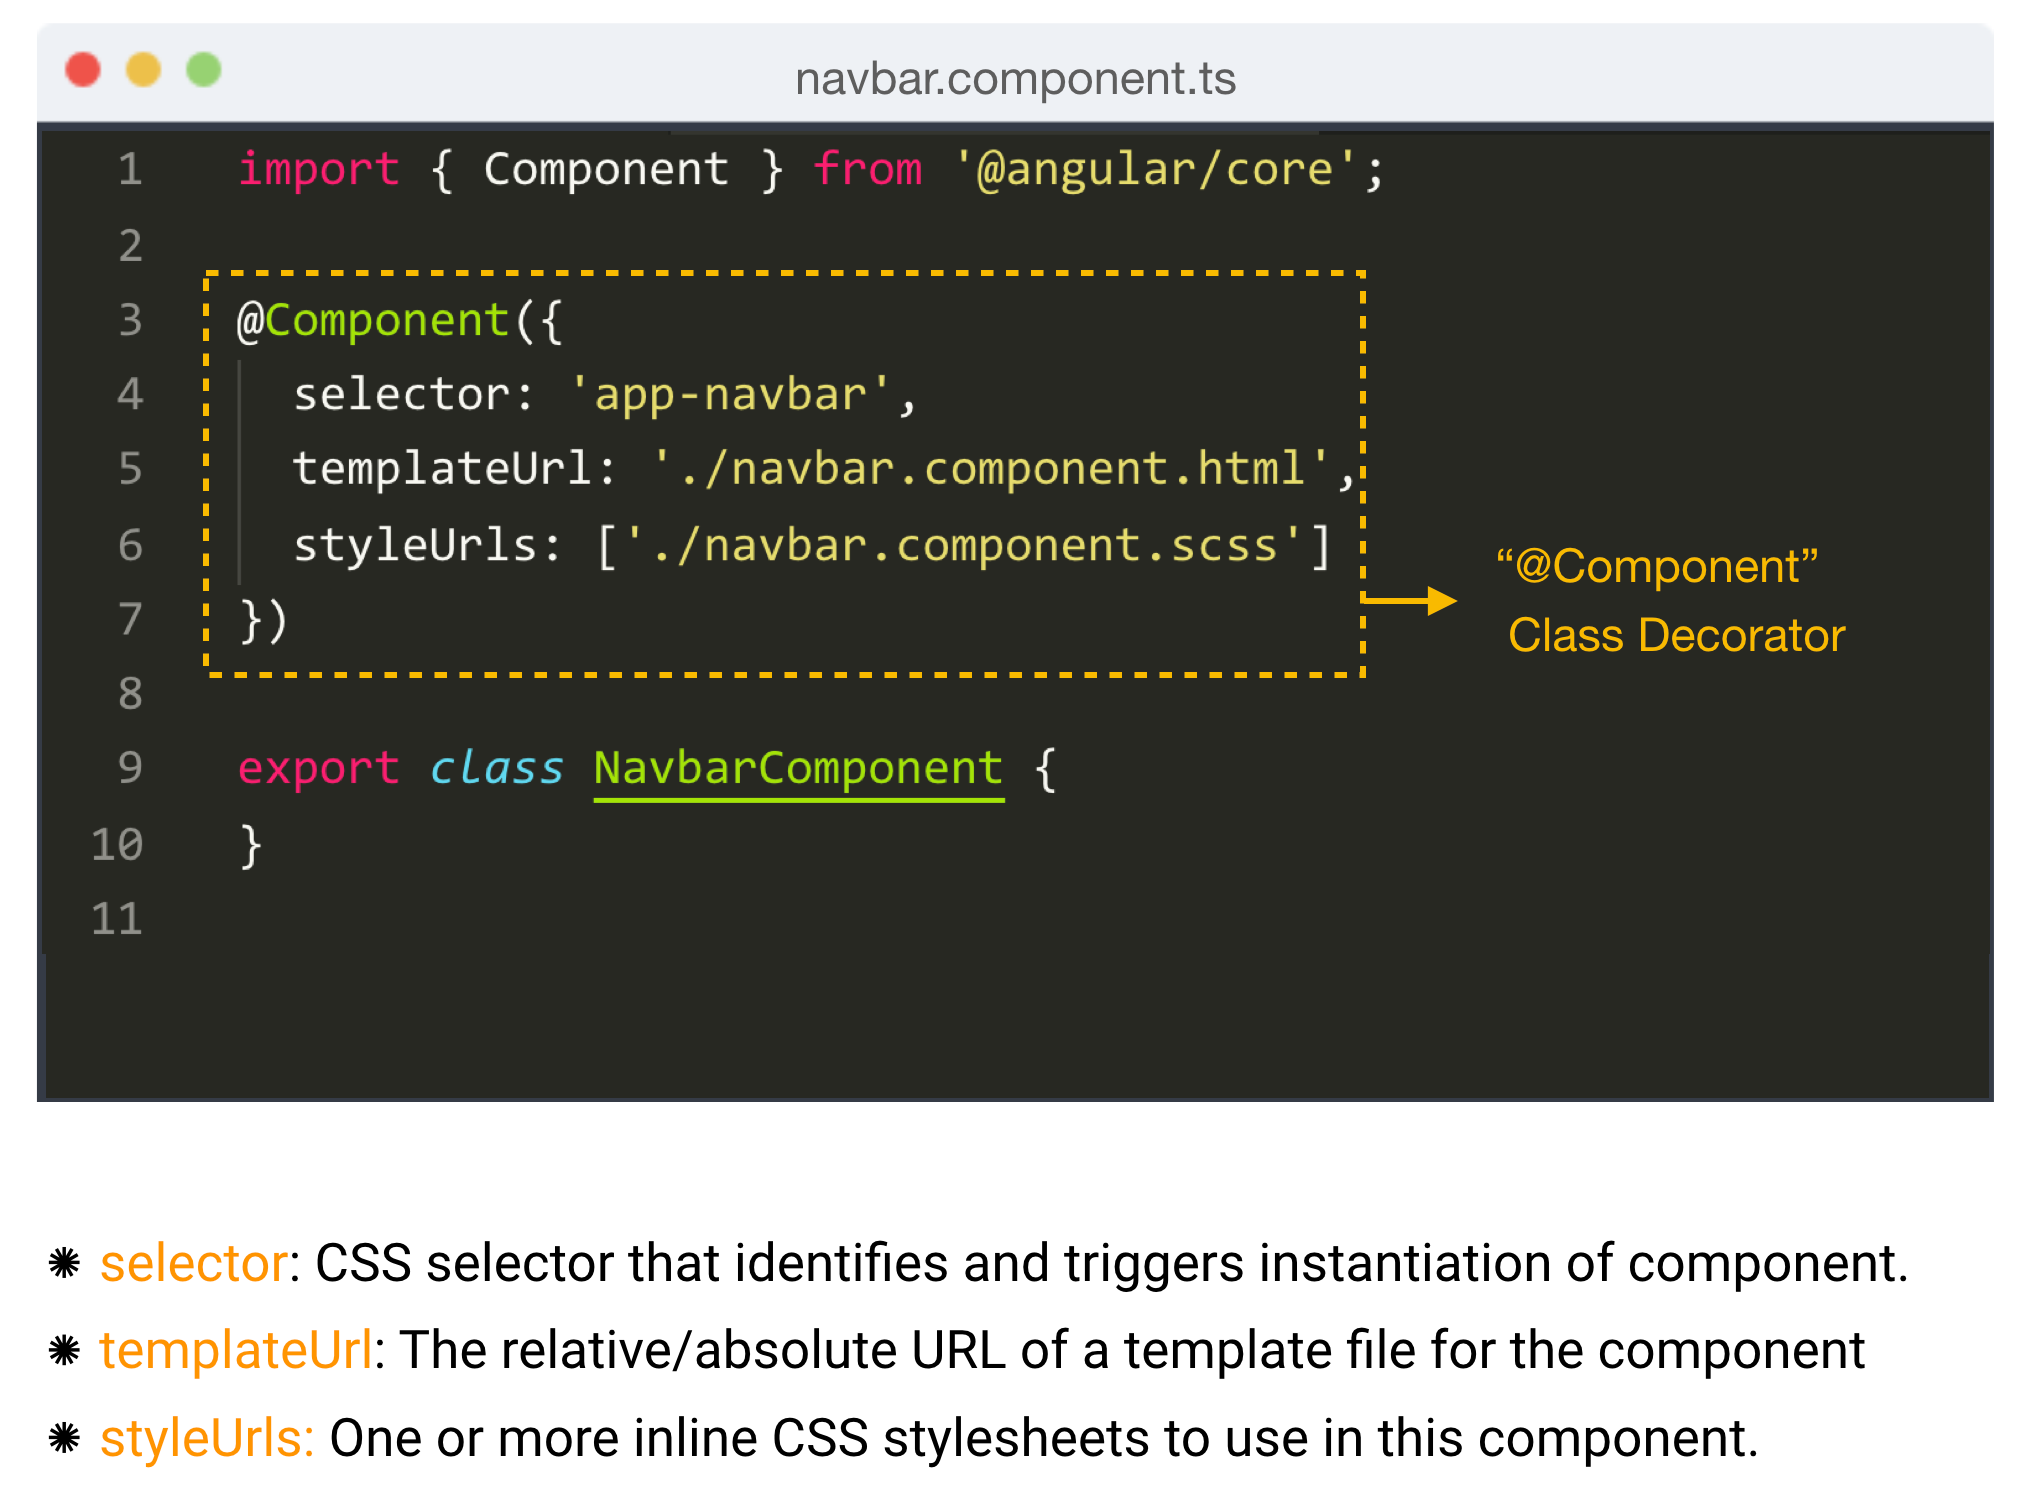 navbar.component.ts
1 import { Component } from '@angular/core';
2
3 @Component({
4 selector: 'app-navbar',
5 templateUrl: './navbar.component.html',
6 styleUrls: ['./navbar.component.scss']
7 })
8
9 export class NavbarComponent {
10 }
11
“@Component”
Class Decorator
selector: CSS selector that identifies and triggers instantiation of component.
templateUrl: The relative/absolute URL of a template file for the component
styleUrls: One or more inline CSS stylesheets to use in this component.